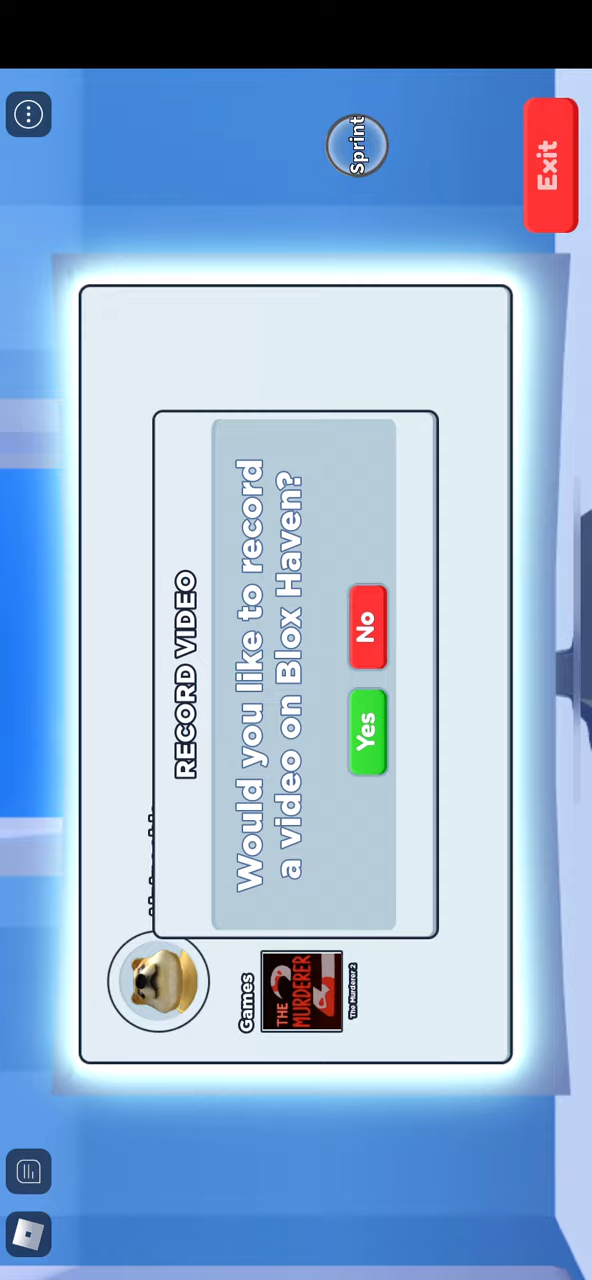 RECORD VIDEO
Would you like to record
a video on Blox Haven?
Yes
No
Games
THE
MURDERER
2
The Murderer 2
Sprint
Exit